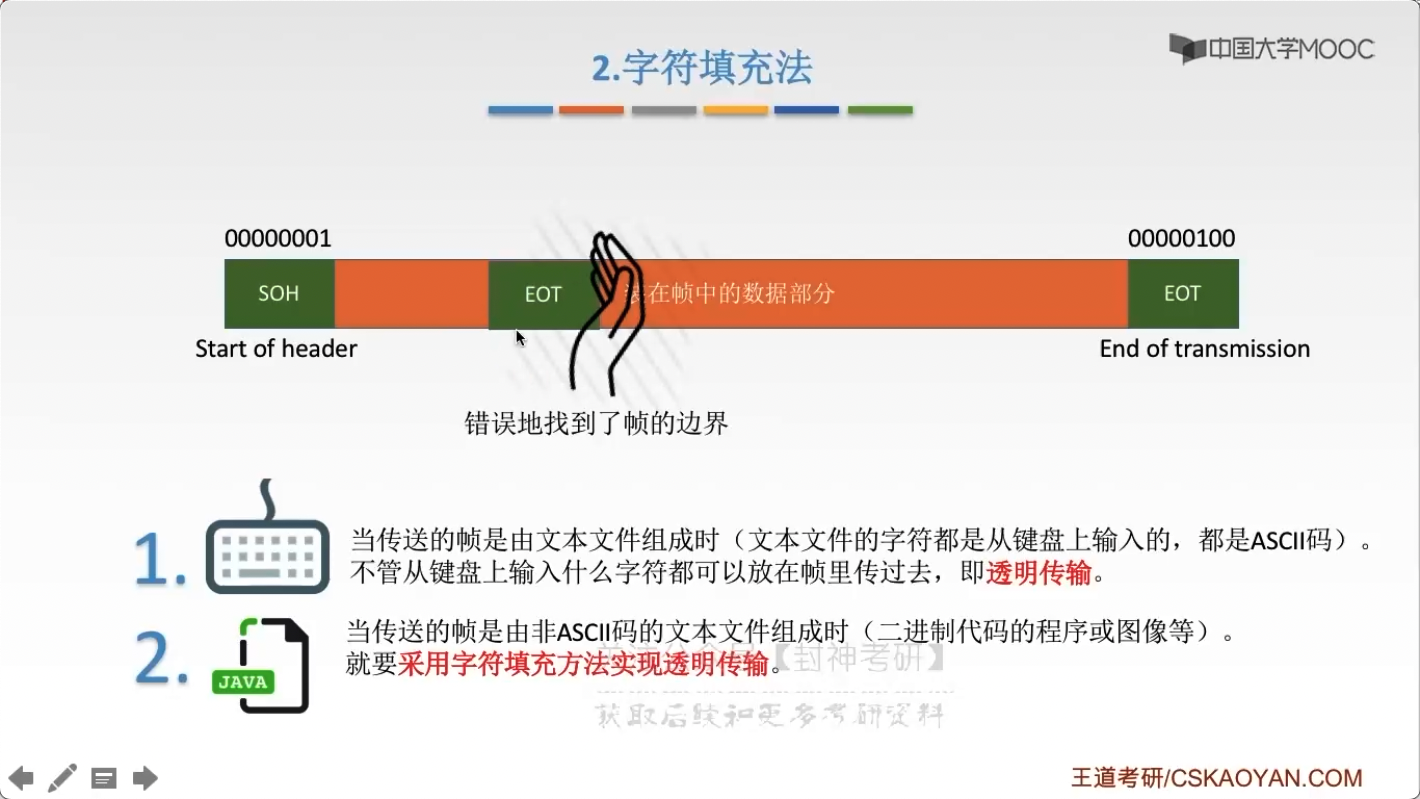 中国大学MOOC
2.字符填充法
00000001
00000100
SOH
EOT
装在帧中的数据部分
EOT
Start of header
End of transmission
错误地找到了帧的边界
1.
当传送的帧是由文本文件组成时（文本文件的字符都是从键盘上输入的，都是ASCII码）。
不管从键盘上输入什么字符都可以放在帧里传过去，即透明传输。
2.
JAVA
当传送的帧是由非ASCII码的文本文件组成时（二进制代码的程序或图像等）。
就要采用字符填充方法实现透明传输。
【封神考研】
获取后续和更多考研资料
王道考研/CSKAOYAN.COM